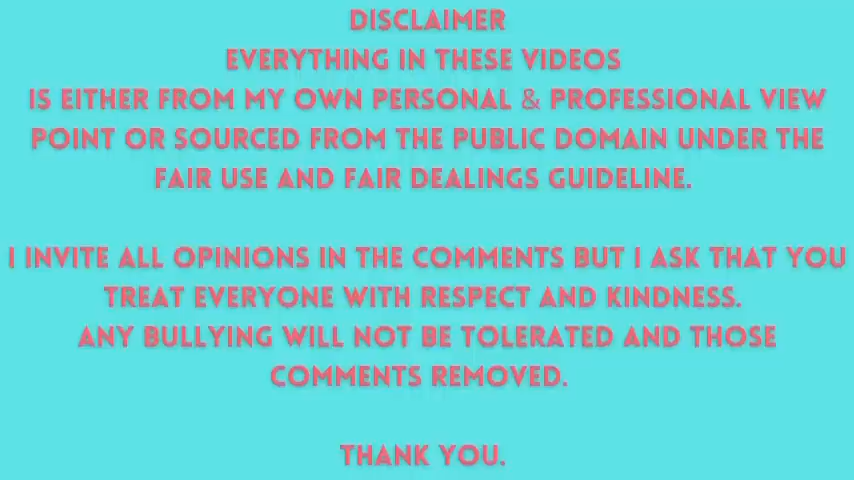 DISCLAIMER
EVERYTHING IN THESE VIDEOS
IS EITHER FROM MY OWN PERSONAL & PROFESSIONAL VIEW
POINT OR SOURCED FROM THE PUBLIC DOMAIN UNDER THE
FAIR USE AND FAIR DEALINGS GUIDELINE.
I INVITE ALL OPINIONS IN THE COMMENTS BUT I ASK THAT YOU
TREAT EVERYONE WITH RESPECT AND KINDNESS.
ANY BULLYING WILL NOT BE TOLERATED AND THOSE
COMMENTS REMOVED.
THANK YOU.